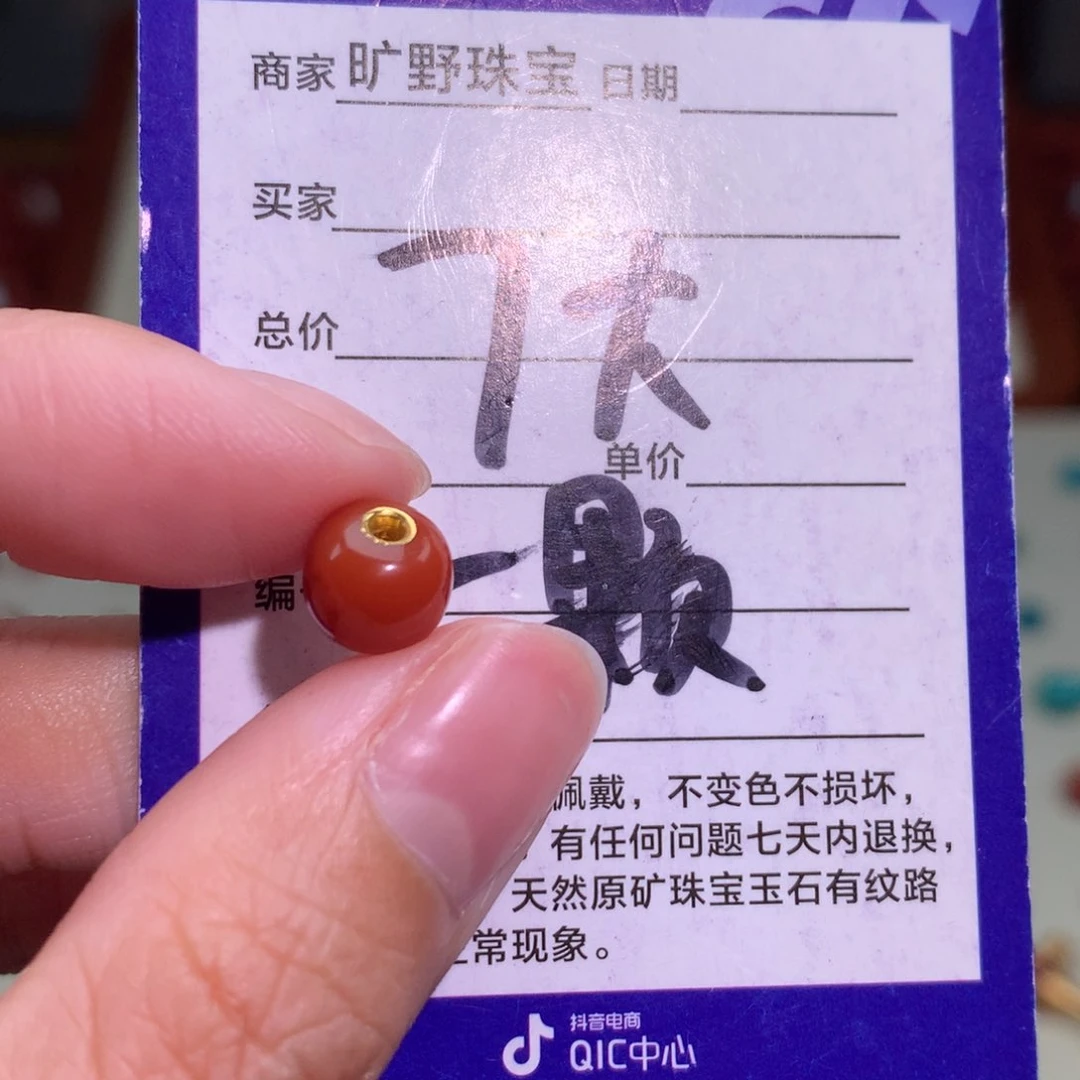 商家 旷野珠宝 日期
买家
7
总价
单价
一颗
编
佩戴，不变色不损坏，
，有任何问题七天内退换，
天然原矿珠宝玉石有纹路
常现象。
抖音电商
QIC中心